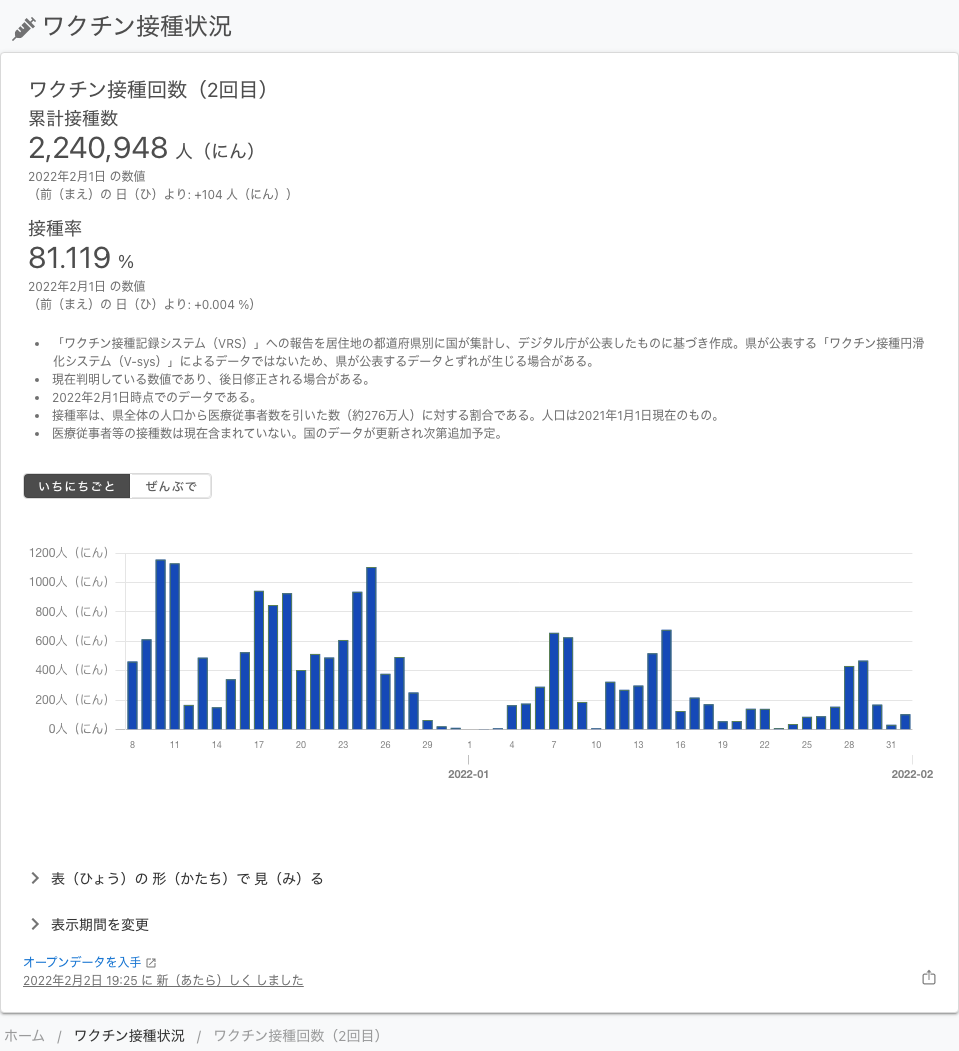 ワクチン接種状況
ワクチン接種回数（2回目）
累計接種数
2,240,948 人（にん）
2022年2月1日 の数値
（前（まえ）の 日（ひ）より: +104 人（にん））
接種率
81.119 %
2022年2月1日 の数値
（前（まえ）の 日（ひ）より: +0.004 %）
• 「ワクチン接種記録システム（VRS）」への報告を居住地の都道府県別に国が集計し、デジタル庁が公表したものに基づき作成。県が公表する「ワクチン接種円滑
化システム（V-sys）」によるデータではないため、県が公表するデータとずれが生じる場合がある。
• 現在判明している数値であり、後日修正される場合がある。
• 2022年2月1日時点でのデータである。
• 接種率は、県全体の人口から医療従事者数を引いた数（約276万人）に対する割合である。人口は2021年1月1日現在のもの。
• 医療従事者等の接種数は現在含まれていない。国のデータが更新され次第追加予定。
いちにちごと ぜんぶで
1200人（にん）
1000人（にん）
800人（にん）
600人（にん）
400人（にん）
200人（にん）
0人（にん）
8 11 14 17 20 23 26 29 1 4 7 10 13 16 19 22 25 28 31
2022-01 2022-02
表（ひょう）の 形（かたち）で 見（み）る
表示期間を変更
オープンデータを入手
2022年2月2日 19:25 に 新（あたら）しく しました
ホーム / ワクチン接種状況 / ワクチン接種回数（2回目）